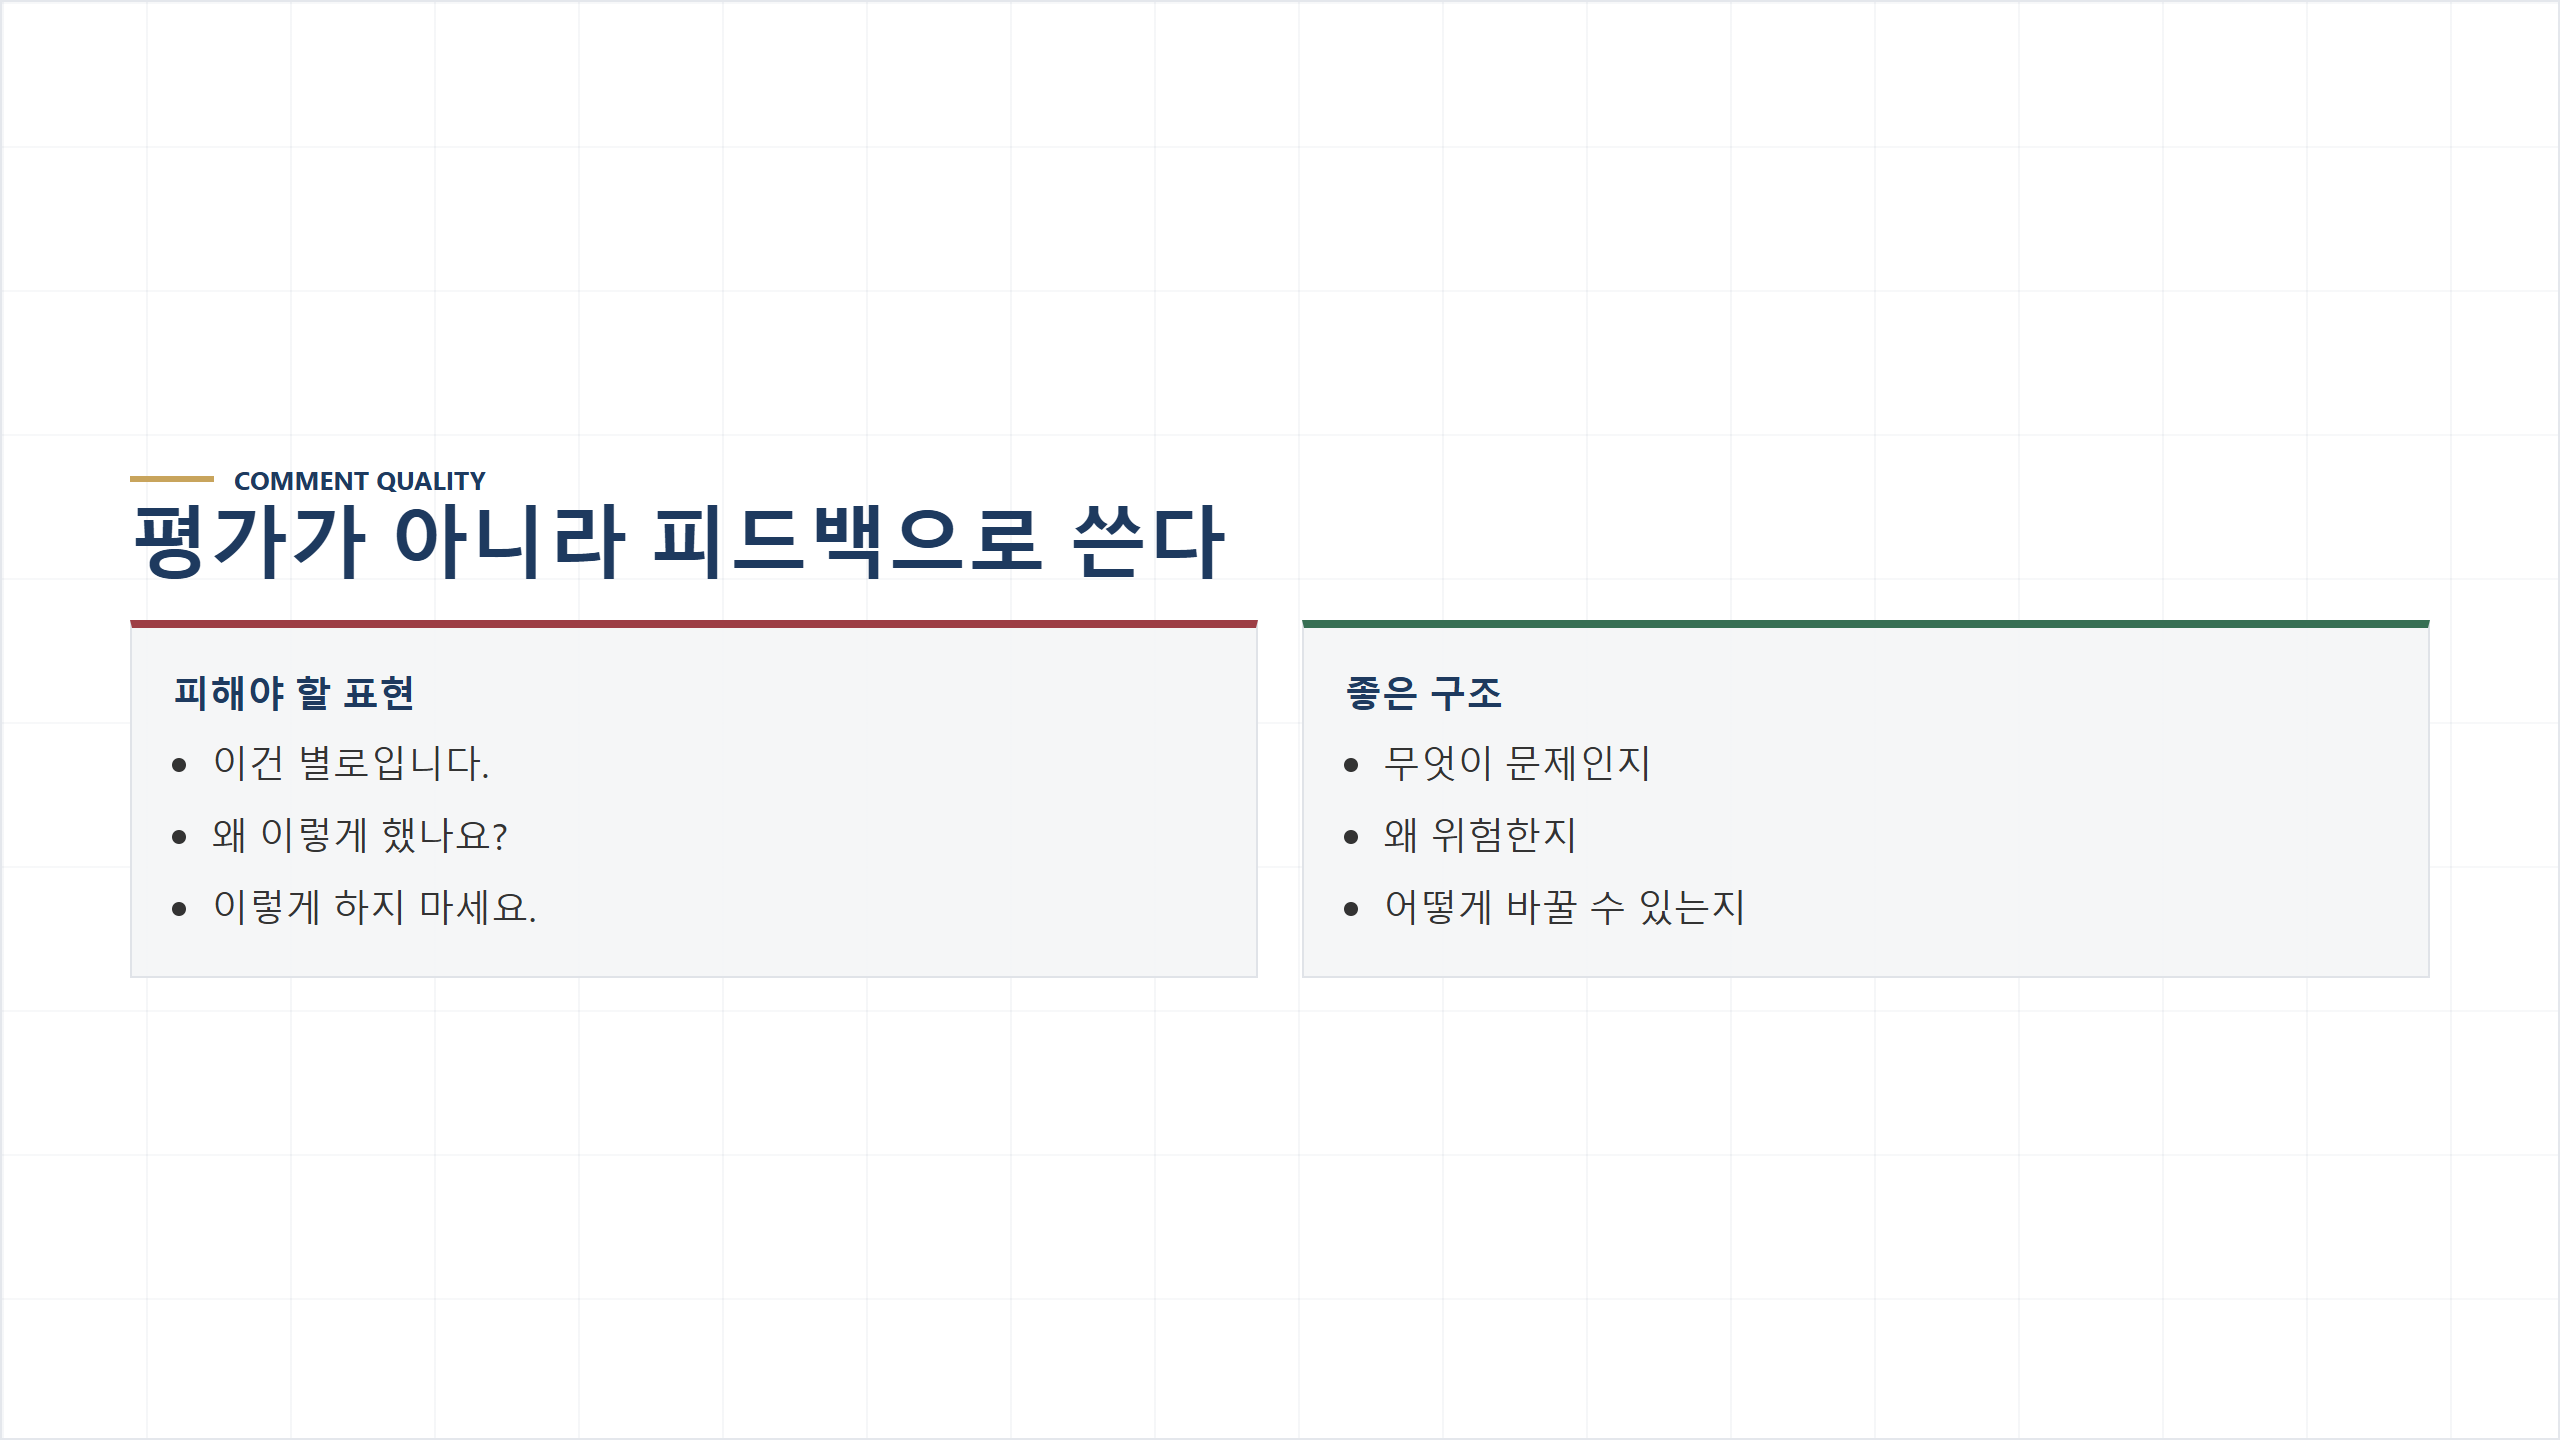 COMMENT QUALITY
평가가 아니라 피드백으로 쓴다
피해야 할 표현
이건 별로입니다.
왜 이렇게 했나요?
이렇게 하지 마세요.
좋은 구조
무엇이 문제인지
왜 위험한지
어떻게 바꿀 수 있는지